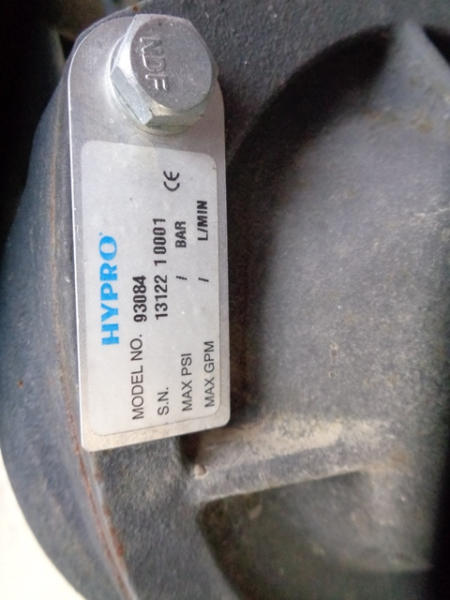 NDF
HYPRO
MODEL NO. 93084
S.N. 13122 10001 CE
MAX PSI / BAR
MAX GPM / L/MIN